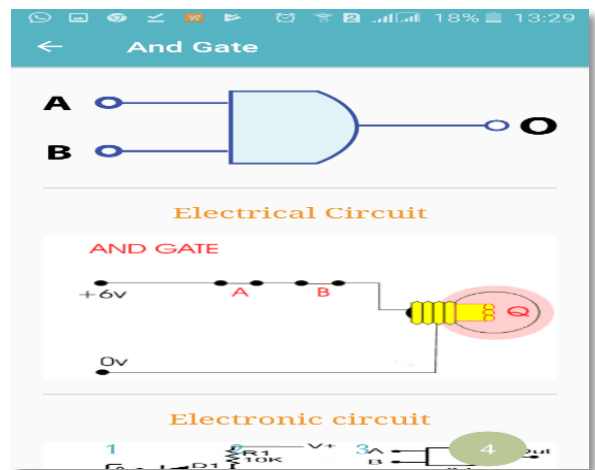 18% 13:29
And Gate
A
O
B
Electrical Circuit
AND GATE
+6v
A B
Q
0v
Electronic circuit
1 2 V+ 3 A 4
R1
10K
B
D1